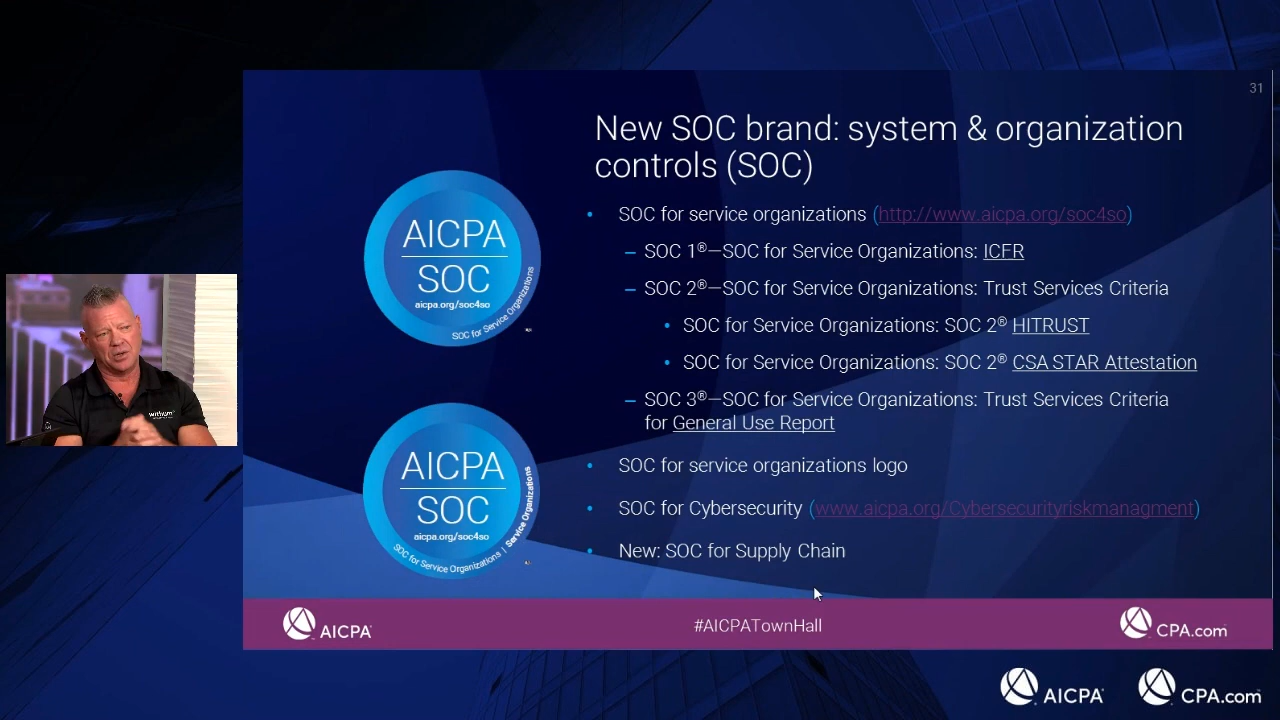 31
New SOC brand: system & organization
controls (SOC)
• SOC for service organizations (http://www.aicpa.org/soc4so)
– SOC 1®—SOC for Service Organizations: ICFR
– SOC 2®—SOC for Service Organizations: Trust Services Criteria
• SOC for Service Organizations: SOC 2® HITRUST
• SOC for Service Organizations: SOC 2® CSA STAR Attestation
– SOC 3®—SOC for Service Organizations: Trust Services Criteria
for General Use Report
• SOC for service organizations logo
• SOC for Cybersecurity (www.aicpa.org/Cybersecurityriskmanagment)
• New: SOC for Supply Chain
AICPA
SOC
aicpa.org/soc4so
SOC for Service Organizations
AICPA
SOC
aicpa.org/soc4so
SOC for Service Organizations | Service Organizations
withum
AICPA
#AICPATownHall
CPA.com
AICPA
CPA.com